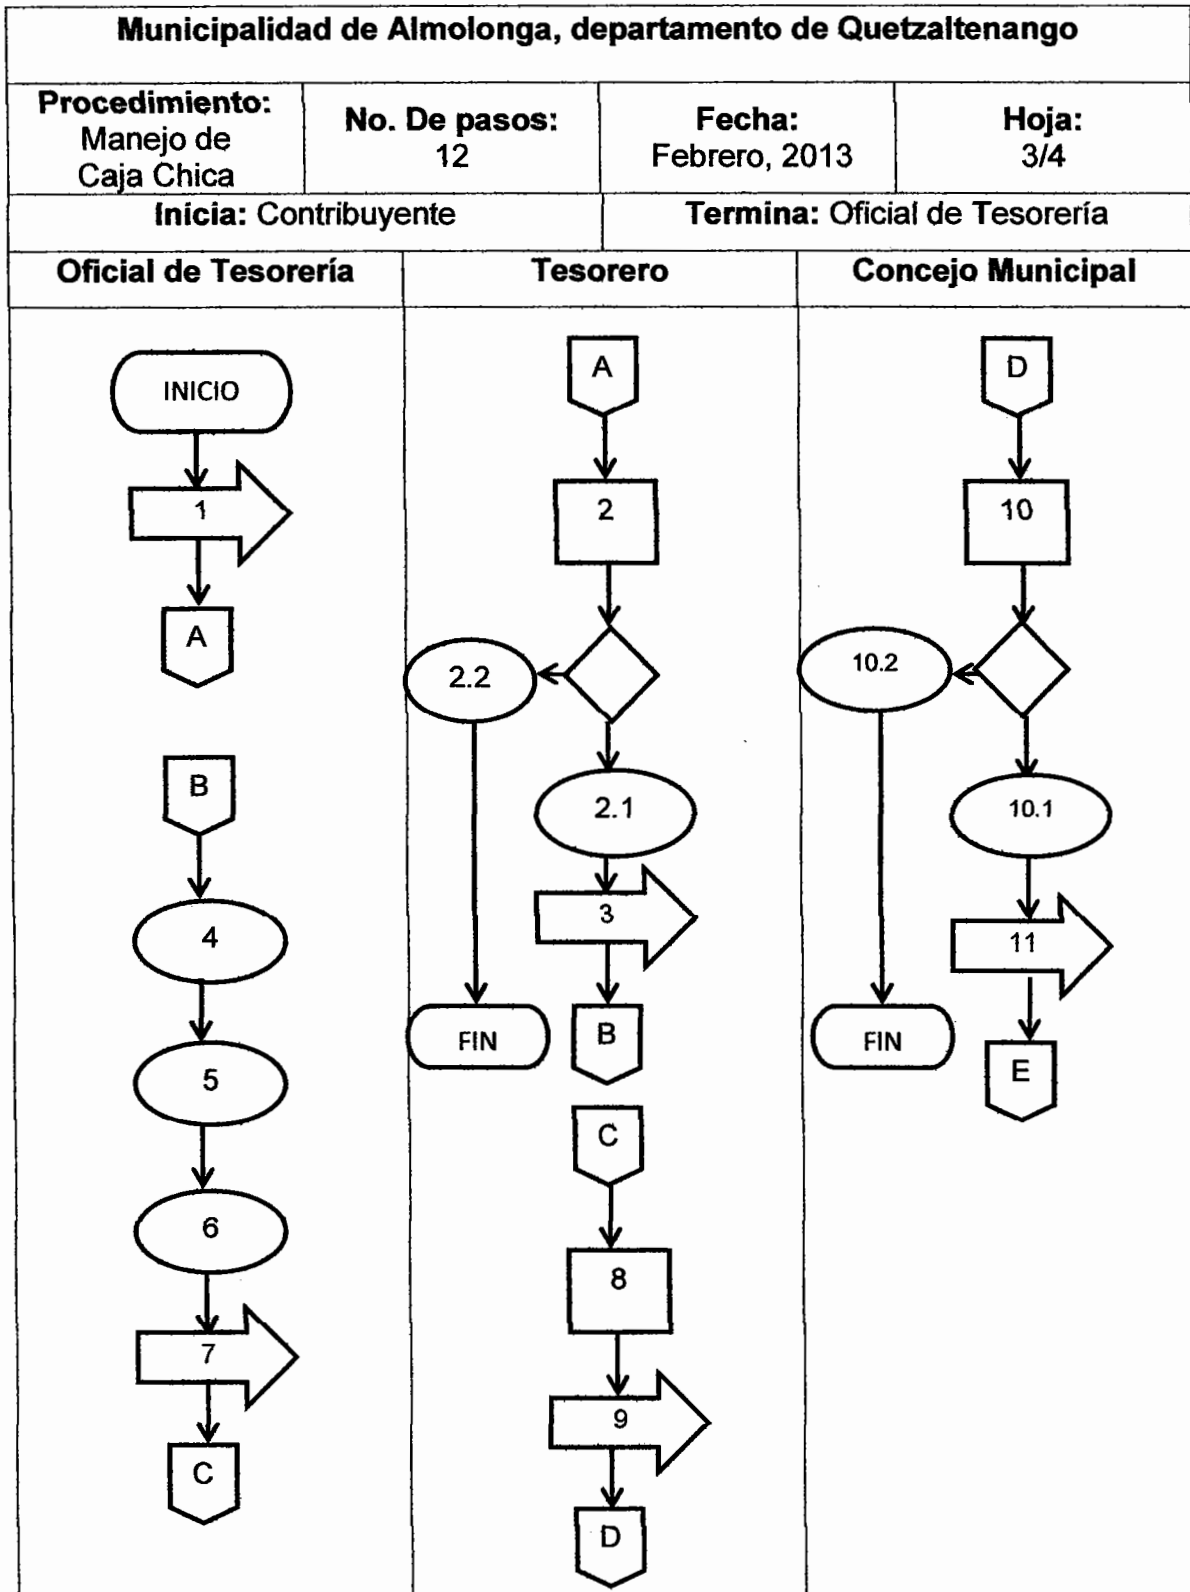 Municipalidad de Almolonga, departamento de Quetzaltenango
Procedimiento:
Manejo de
Caja Chica
No. De pasos:
12
Fecha:
Febrero, 2013
Hoja:
3/4
Inicia: Contribuyente
Termina: Oficial de Tesorería
Oficial de Tesorería
Tesorero
Concejo Municipal
INICIO
1
A
B
4
5
6
7
C
A
2
2.2
2.1
3
FIN
B
C
8
9
D
D
10
10.2
10.1
11
FIN
E